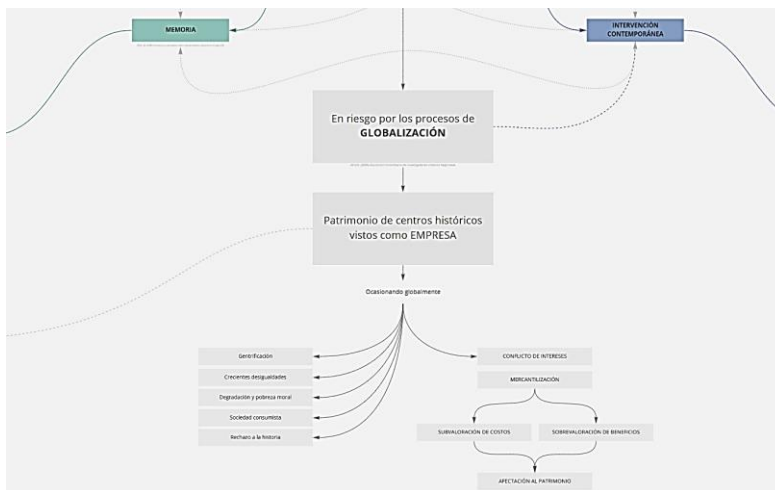 MEMORIA
INTERVENCIÓN
CONTEMPORÁNEA
En riesgo por los procesos de
GLOBALIZACIÓN
Patrimonio de centros históricos
vistos como EMPRESA
Ocasionando globalmente
Gentrificación
Crecientes desigualdades
Degradación y pobreza moral
Sociedad consumista
Rechazo a la historia
CONFLICTO DE INTERESES
MERCANTILIZACIÓN
SUBVALORACIÓN DE COSTOS
SOBREVALORACIÓN DE BENEFICIOS
AFECTACIÓN AL PATRIMONIO